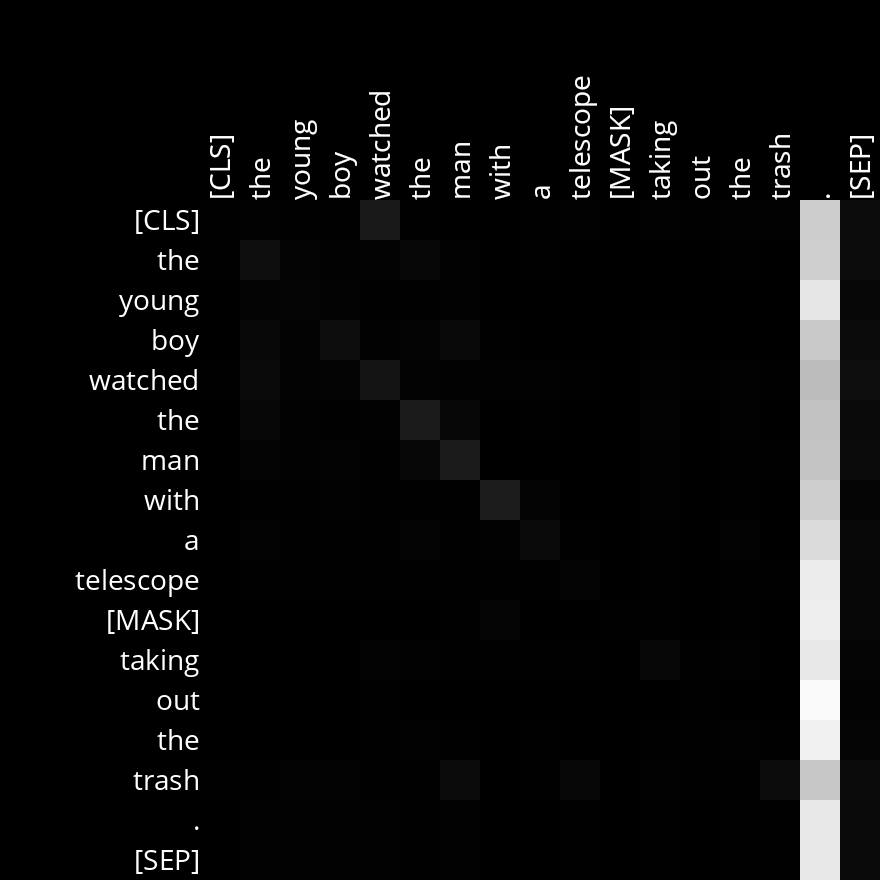 [CLS]
the
young
boy
watched
the
man
with
a
telescope
[MASK]
taking
out
the
trash
.
[SEP]
[CLS]
the
young
boy
watched
the
man
with
a
telescope
[MASK]
taking
out
the
trash
.
[SEP]